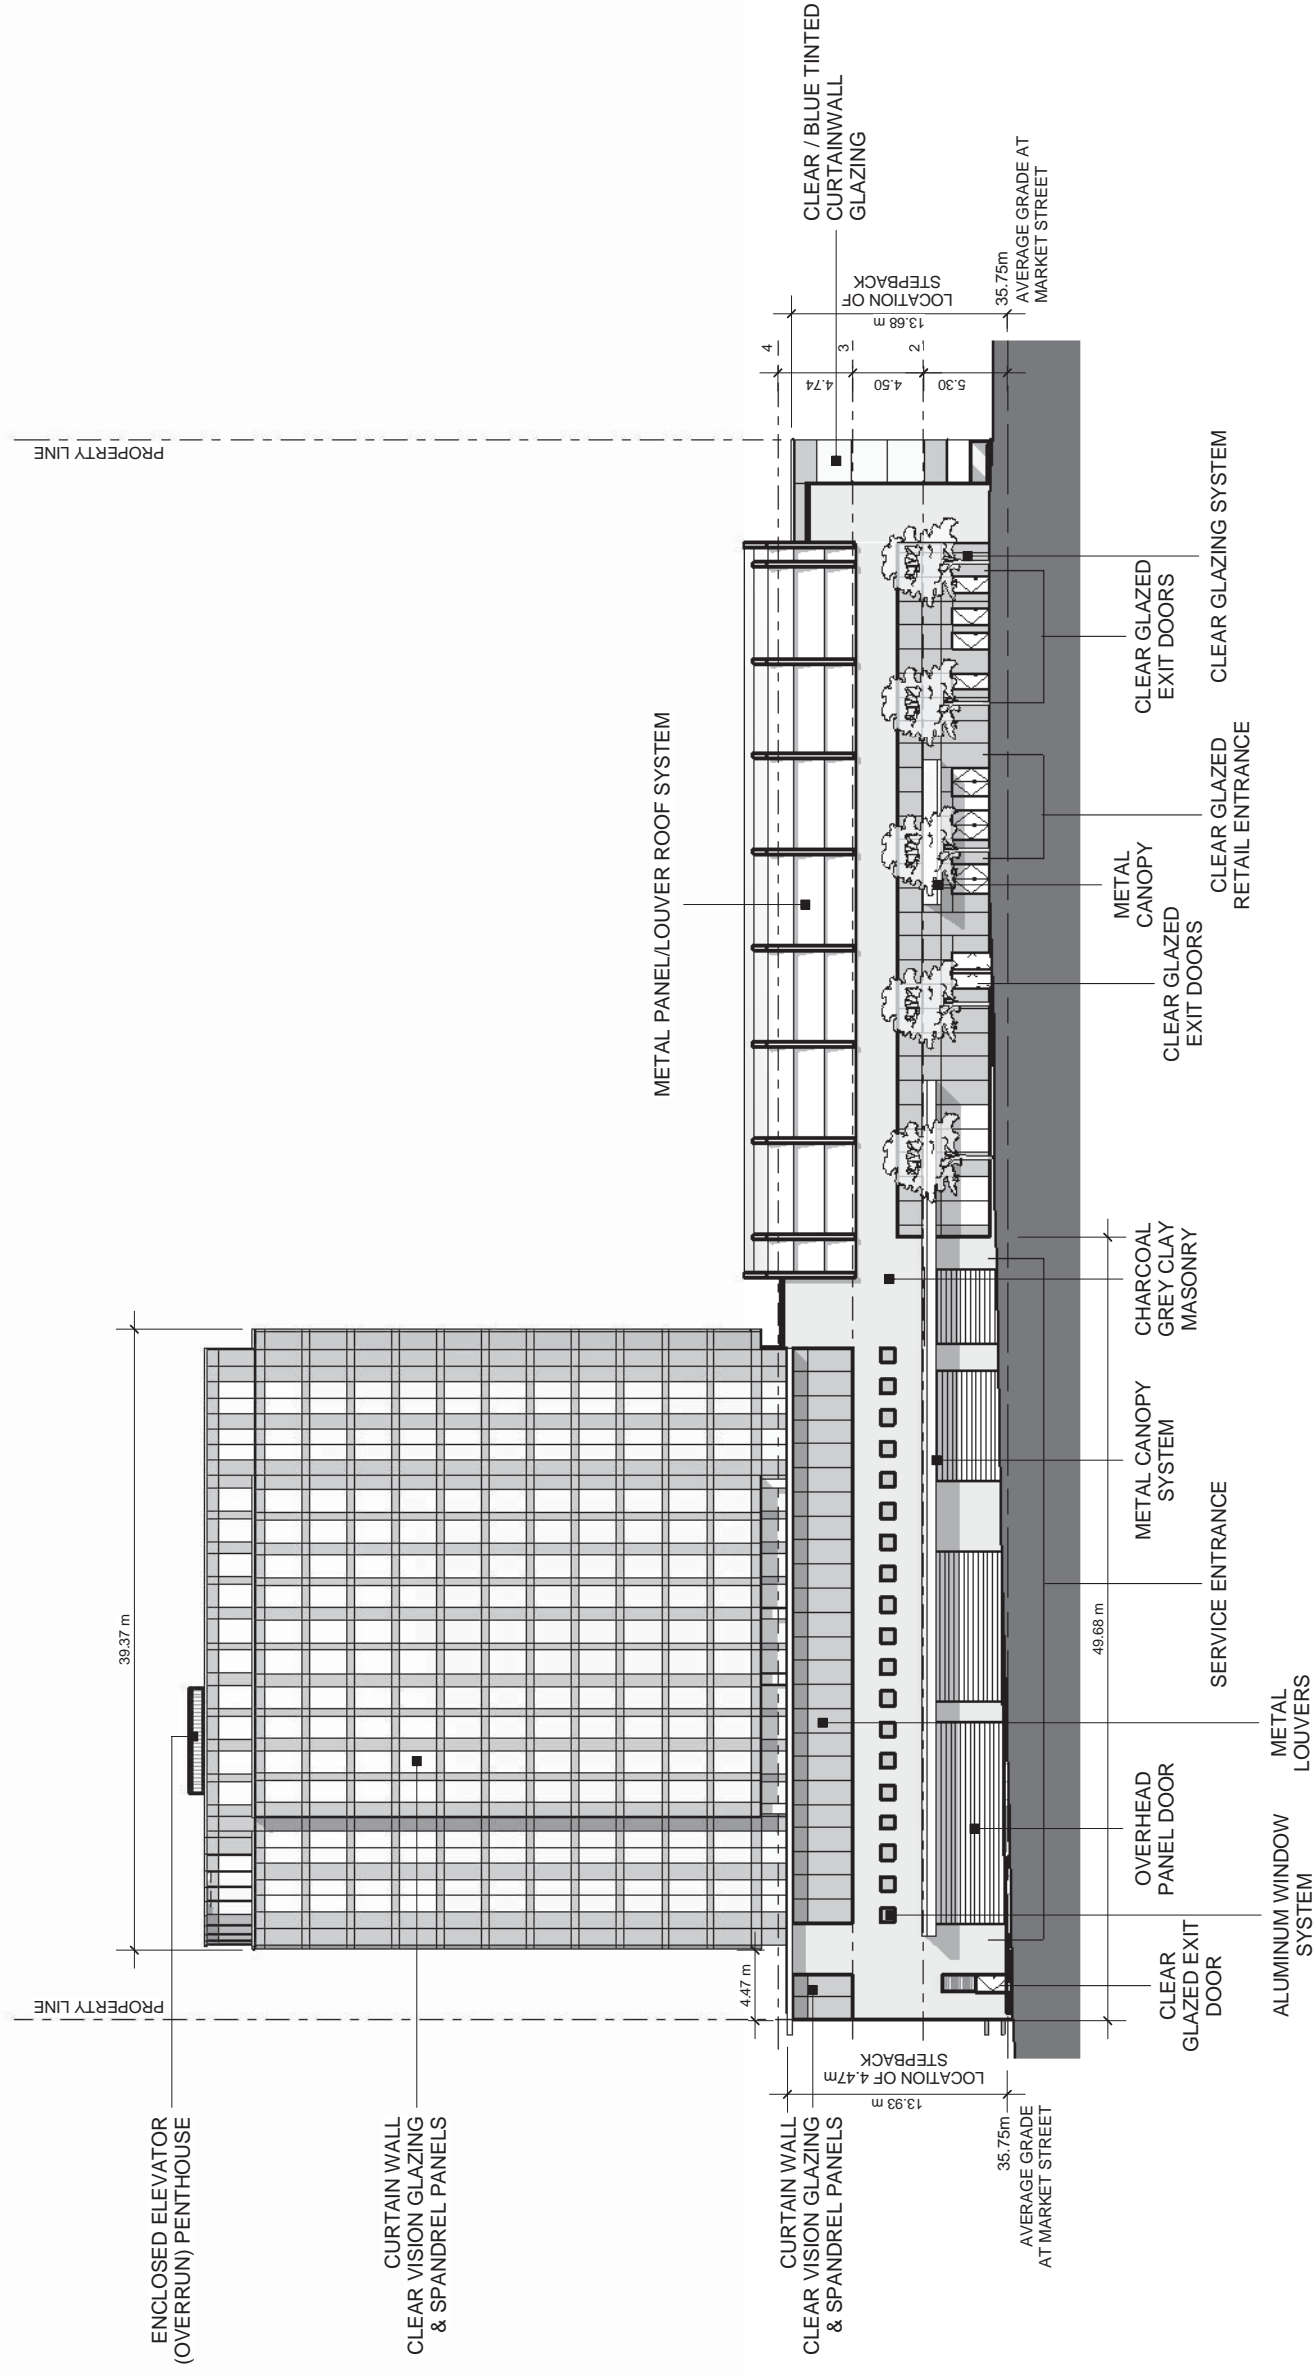 ENCLOSED ELEVATOR
(OVERRUN) PENTHOUSE
CURTAIN WALL
CLEAR VISION GLAZING
& SPANDREL PANELS
CURTAIN WALL
CLEAR VISION GLAZING
& SPANDREL PANELS
35.75m
AVERAGE GRADE
AT MARKET STREET
13.93 m
LOCATION OF 4.47m
STEPBACK
PROPERTY LINE
39.37 m
4.47 m
METAL PANEL/LOUVER ROOF SYSTEM
PROPERTY LINE
4
3
2
4.74
4.50
5.30
13.68 m
LOCATION OF
STEPBACK
CLEAR / BLUE TINTED
CURTAINWALL
GLAZING
35.75m
AVERAGE GRADE AT
MARKET STREET
49.68 m
CLEAR
GLAZED EXIT
DOOR
ALUMINUM WINDOW
SYSTEM
OVERHEAD
PANEL DOOR
METAL
LOUVERS
SERVICE ENTRANCE
METAL CANOPY
SYSTEM
CHARCOAL
GREY CLAY
MASONRY
CLEAR GLAZED
EXIT DOORS
METAL
CANOPY
CLEAR GLAZED
RETAIL ENTRANCE
CLEAR GLAZED
EXIT DOORS
CLEAR GLAZING SYSTEM